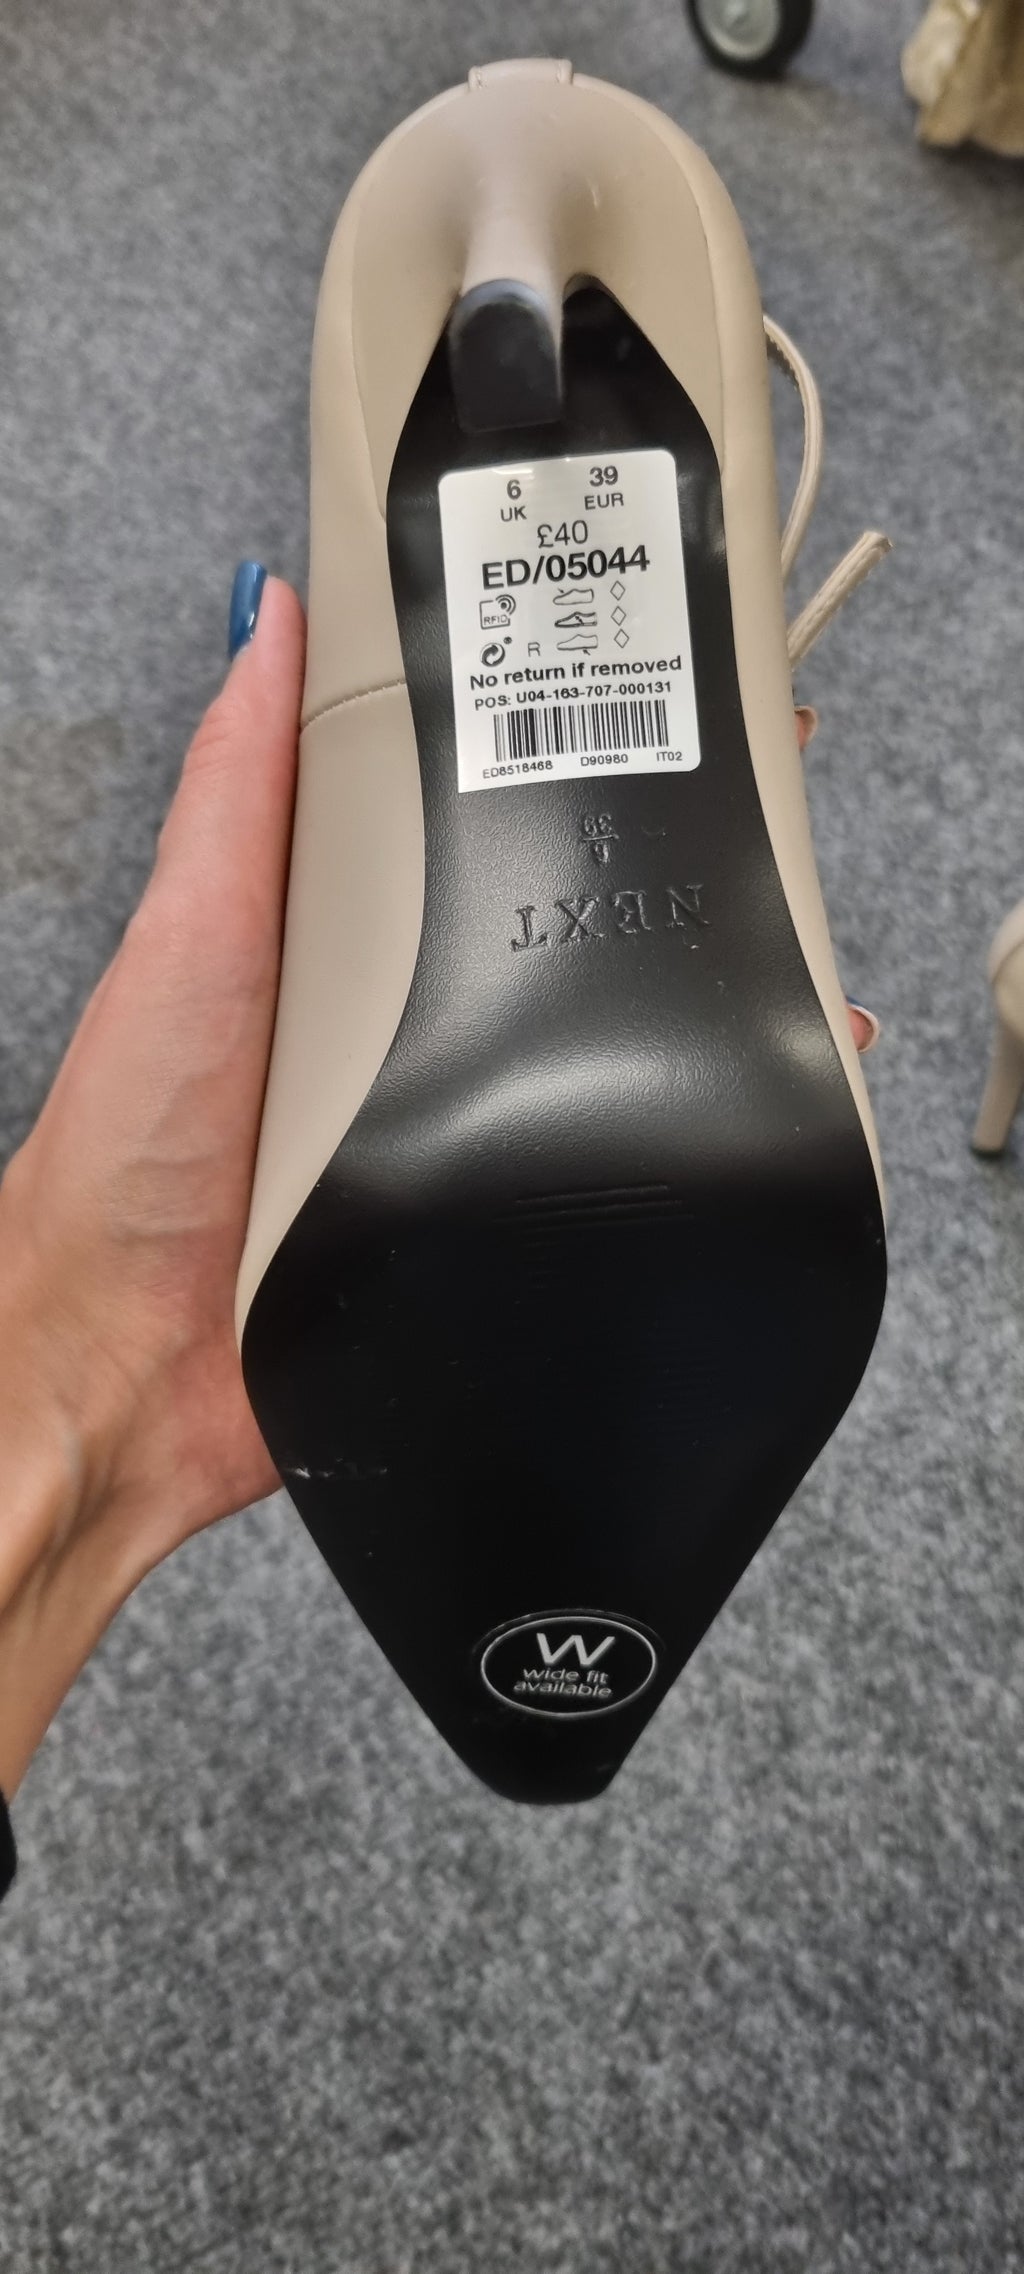 6 39
UK EUR
£40
ED/05044
RFID
R
No return if removed
POS: U04-163-707-000131
ED8518468 D90980 IT02
6
39
NEXT
W
wide fit
available